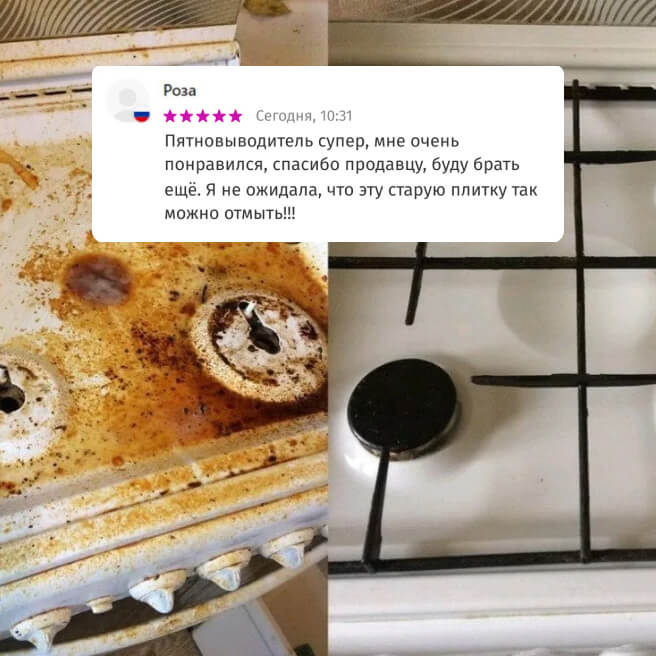 Роза
Сегодня, 10:31
Пятновыводитель супер, мне очень
понравился, спасибо продавцу, буду брать
ещё. Я не ожидала, что эту старую плитку так
можно отмыть!!!